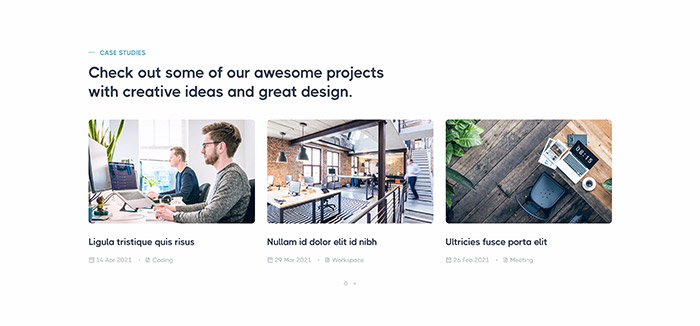 CASE STUDIES
Check out some of our awesome projects
with creative ideas and great design.
Ligula tristique quis risus
14 Apr 2021 • Coding
Nullam id dolor elit id nibh
29 Mar 2021 • Workspace
Ultricies fusce porta elit
26 Feb 2021 • Meeting